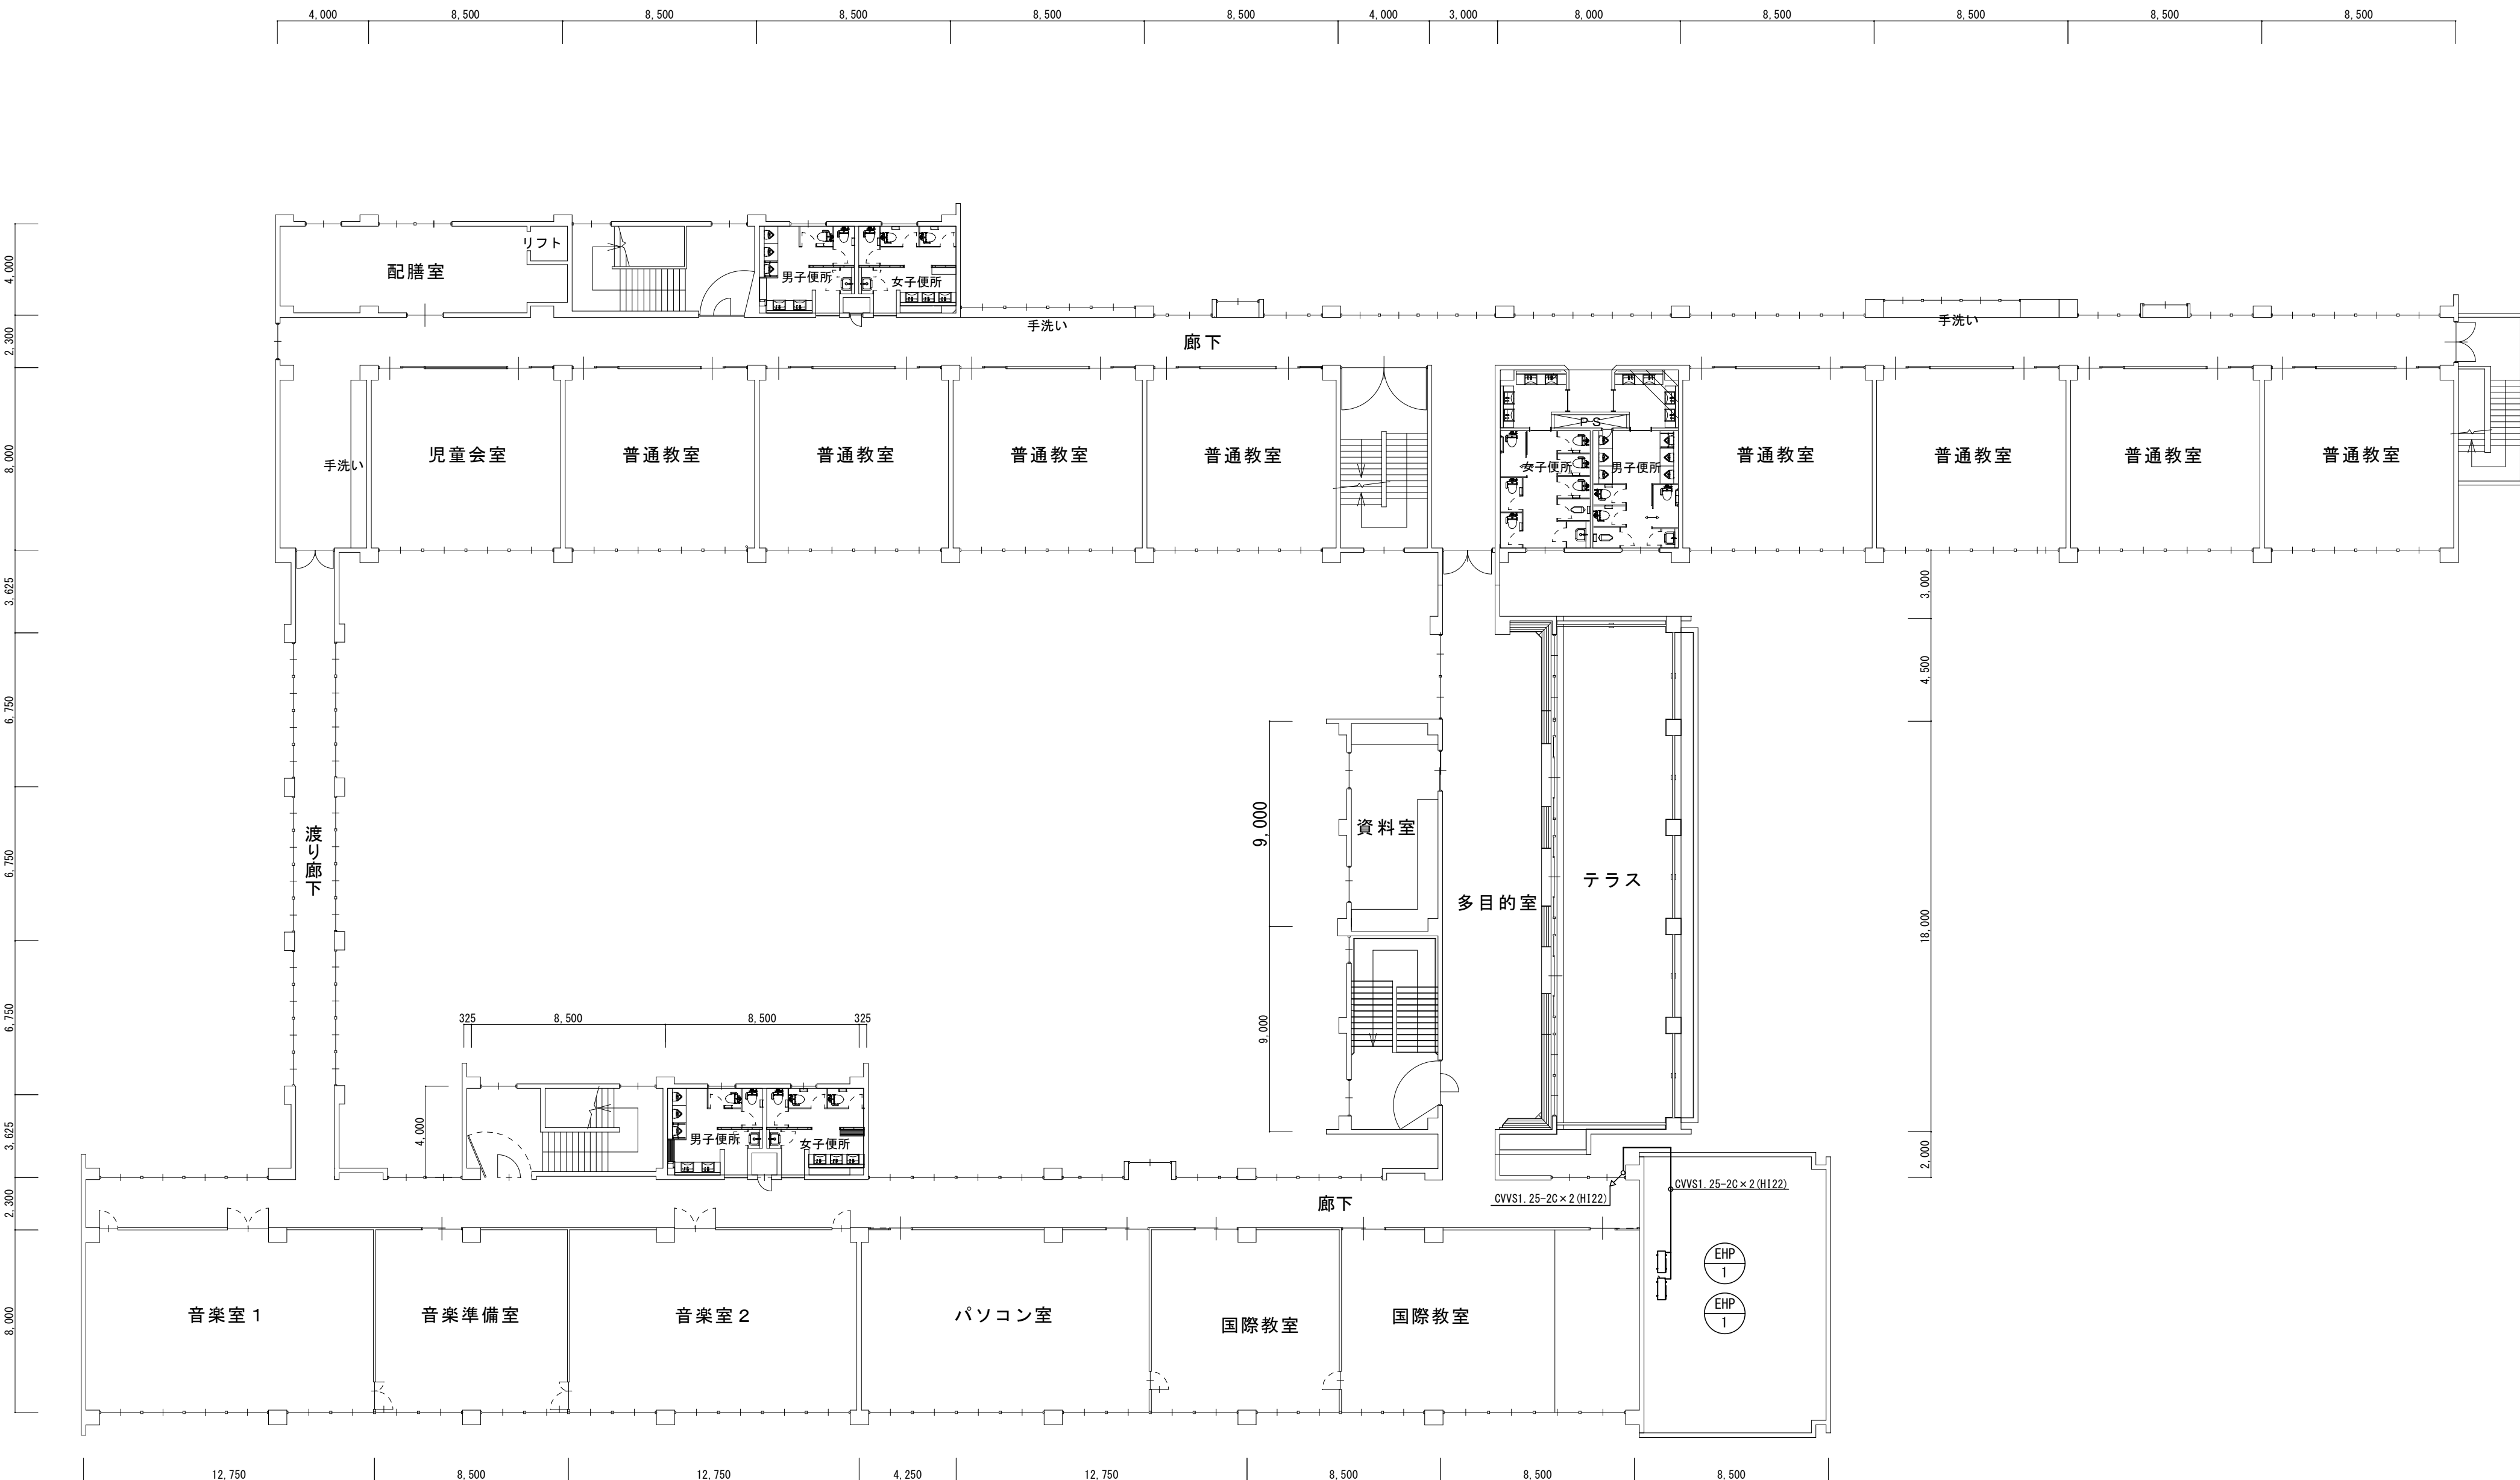 4,000
8,500
8,500
8,500
8,500
8,500
4,000
3,000
8,000
8,500
8,500
8,500
8,500
4,000
2,300
8,000
3,625
6,750
6,750
6,750
3,625
2,300
8,000
配膳室
リフト
男子便所
女子便所
手洗い
廊下
手洗い
手洗い
児童会室
普通教室
普通教室
普通教室
普通教室
PS
女子便所
男子便所
普通教室
普通教室
普通教室
普通教室
3,000
4,500
18,000
2,000
渡り廊下
9,000
9,000
資料室
多目的室
テラス
325
8,500
8,500
325
4,000
男子便所
女子便所
廊下
CVVS1.25-2C×2(HI22)
CVVS1.25-2C×2(HI22)
EHP
1
EHP
1
音楽室1
音楽準備室
音楽室2
パソコン室
国際教室
国際教室
12,750
8,500
12,750
4,250
12,750
8,500
8,500
8,500